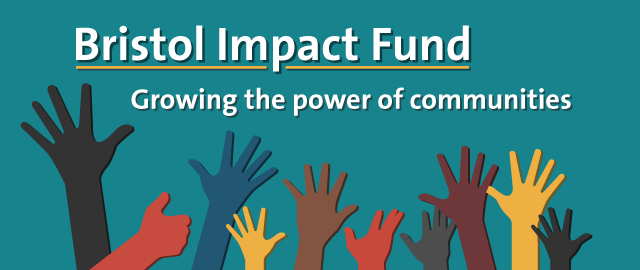 Bristol Impact Fund
Growing the power of communities